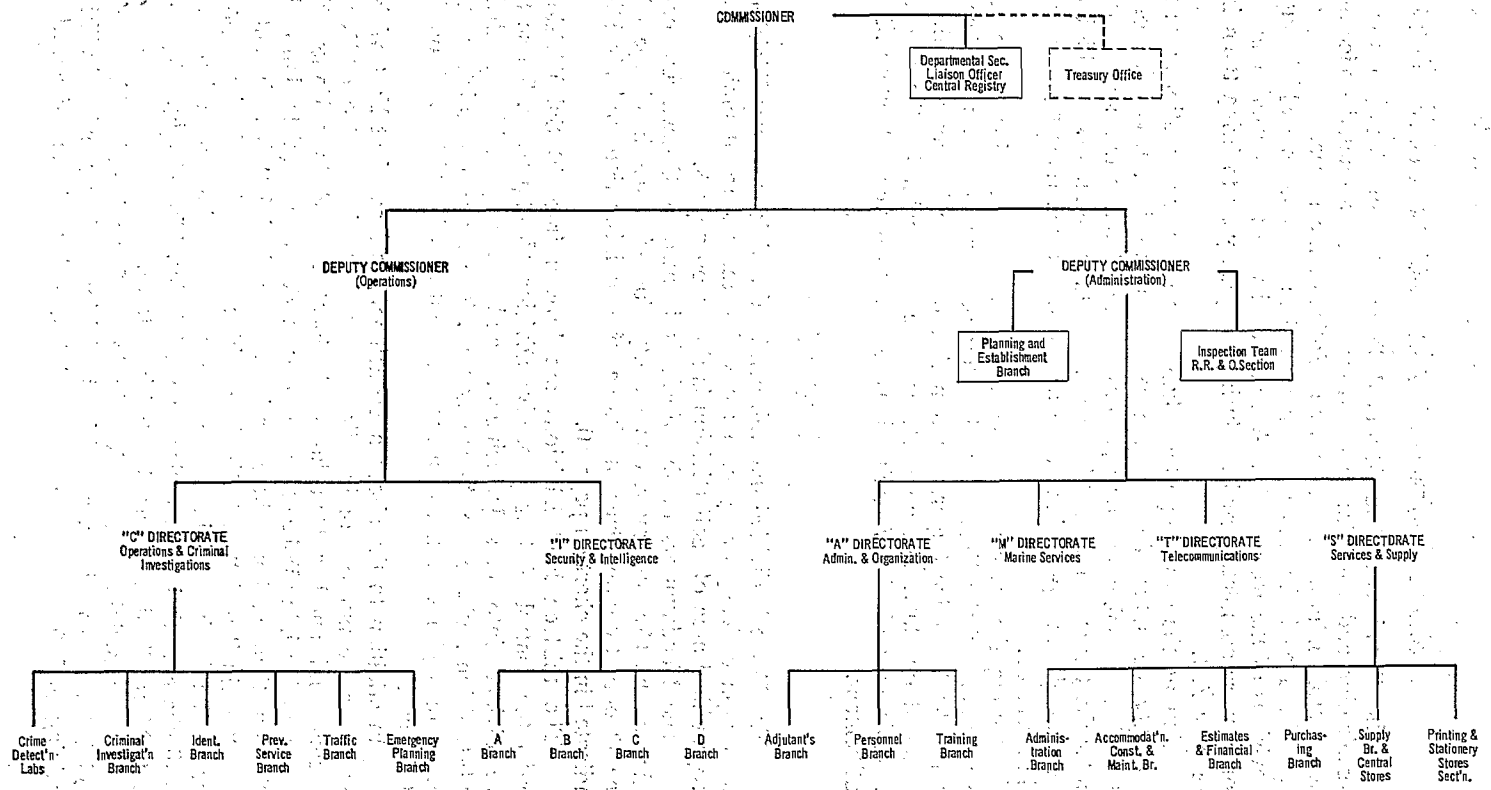 COMMISSIONER
Departmental Sec.
Liaison Officer
Central Registry
Treasury Office
DEPUTY COMMISSIONER
(Operations)
DEPUTY COMMISSIONER
(Administration)
Planning and
Establishment
Branch
Inspection Team
R.R. & O.Section
"C" DIRECTORATE
Operations & Criminal
Investigations
"I" DIRECTORATE
Security & Intelligence
"A" DIRECTORATE
Admin. & Organization
"M" DIRECTORATE
Marine Services
"T" DIRECTORATE
Telecommunications
"S" DIRECTORATE
Services & Supply
Crime
Detect'n
Labs
Criminal
Investigat'n
Branch
Ident.
Branch
Prev.
Service
Branch
Traffic
Branch
Emergency
Planning
Branch
A
Branch
B
Branch
C
Branch
D
Branch
Adjutant's
Branch
Personnel
Branch
Training
Branch
Adminis-
tration
Branch
Accommodat'n.
Const. &
Maint. Br.
Estimates
& Financial
Branch
Purchas-
ing
Branch
Supply
Br. &
Central
Stores
Printing &
Stationery
Stores
Sect'n.